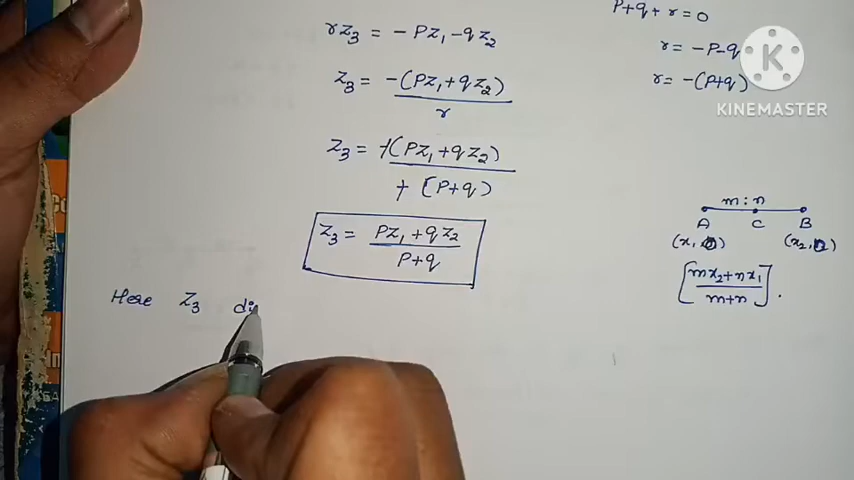 rz₃ = - Pz₁ - qz₂
z₃ = -(Pz₁ + qz₂) / r
z₃ = +(Pz₁ + qz₂) / +(P+q)
z₃ = Pz₁ + qz₂ / P+q
Here z₃ di
P+q+r = 0
r = -P-q
r = -(P+q)
K
KINEMASTER
m : n
A C B
(x₁, ) (x₂, )
[mx₂+nx₁ / m+n] .